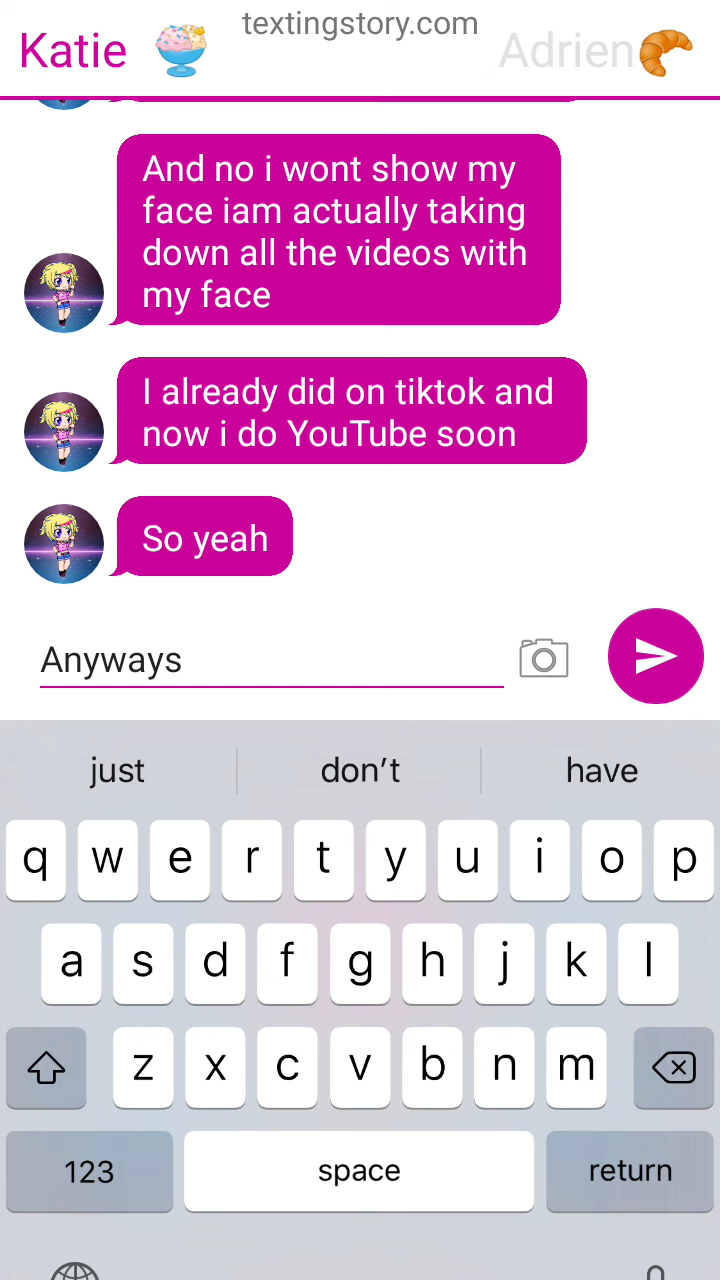 textingstory.com
Katie Adrien
And no i wont show my
face iam actually taking
down all the videos with
my face
I already did on tiktok and
now i do YouTube soon
So yeah
Anyways
just don't have
q w e r t y u i o p
a s d f g h j k l
z x c v b n m
123 space return